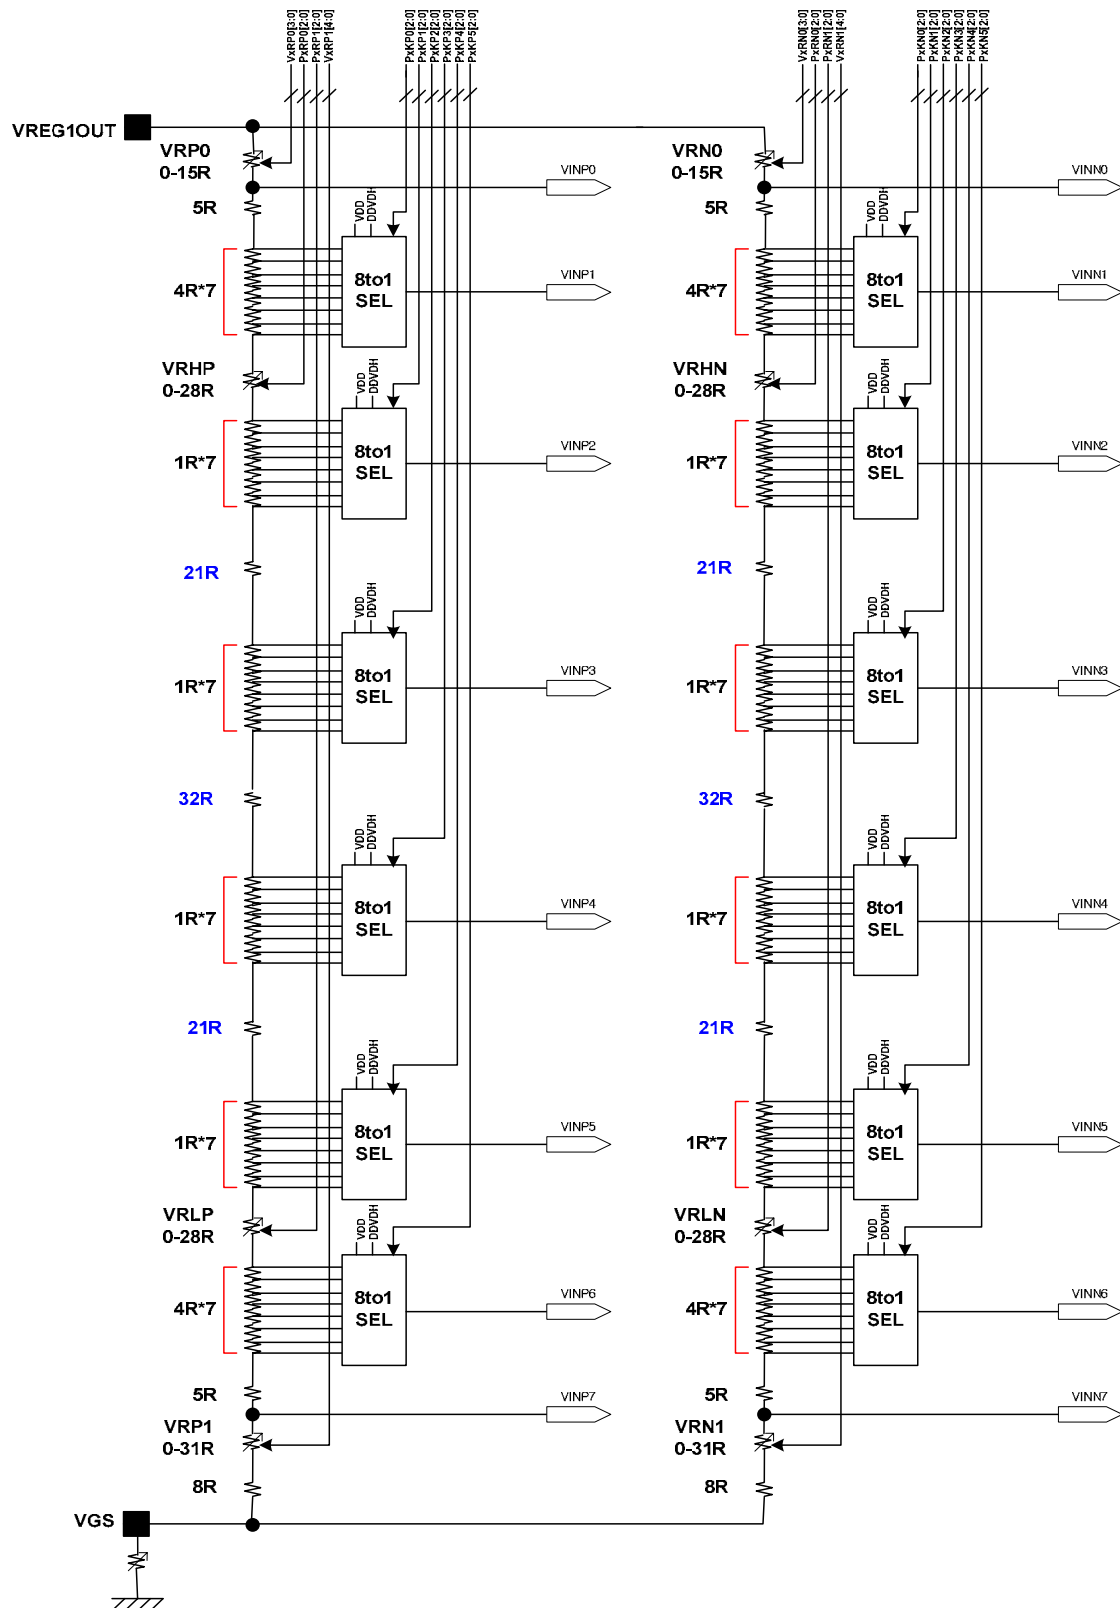 VxRP0[3:0]
PxRP0[2:0]
PxRP1[2:0]
VxRP1[4:0]
PxKP0[2:0]
PxKP1[2:0]
PxKP2[2:0]
PxKP3[2:0]
PxKP4[2:0]
PxKP5[2:0]
VxRN0[3:0]
PxRN0[2:0]
PxRN1[2:0]
VxRN1[4:0]
PxKN0[2:0]
PxKN1[2:0]
PxKN2[2:0]
PxKN3[2:0]
PxKN4[2:0]
PxKN5[2:0]
VREG1OUT
VRP0
0-15R
VINP0
5R
VDD
DDVDH
4R*7
8to1
SEL
VINP1
VRHP
0-28R
VDD
DDVDH
1R*7
8to1
SEL
VINP2
21R
VDD
DDVDH
1R*7
8to1
SEL
VINP3
32R
VDD
DDVDH
1R*7
8to1
SEL
VINP4
21R
VDD
DDVDH
1R*7
8to1
SEL
VINP5
VRLP
0-28R
VDD
DDVDH
4R*7
8to1
SEL
VINP6
5R
VINP7
VRP1
0-31R
8R
VGS
VRN0
0-15R
VINN0
5R
VDD
DDVDH
4R*7
8to1
SEL
VINN1
VRHN
0-28R
VDD
DDVDH
1R*7
8to1
SEL
VINN2
21R
VDD
DDVDH
1R*7
8to1
SEL
VINN3
32R
VDD
DDVDH
1R*7
8to1
SEL
VINN4
21R
VDD
DDVDH
1R*7
8to1
SEL
VINN5
VRLN
0-28R
VDD
DDVDH
4R*7
8to1
SEL
VINN6
5R
VINN7
VRN1
0-31R
8R